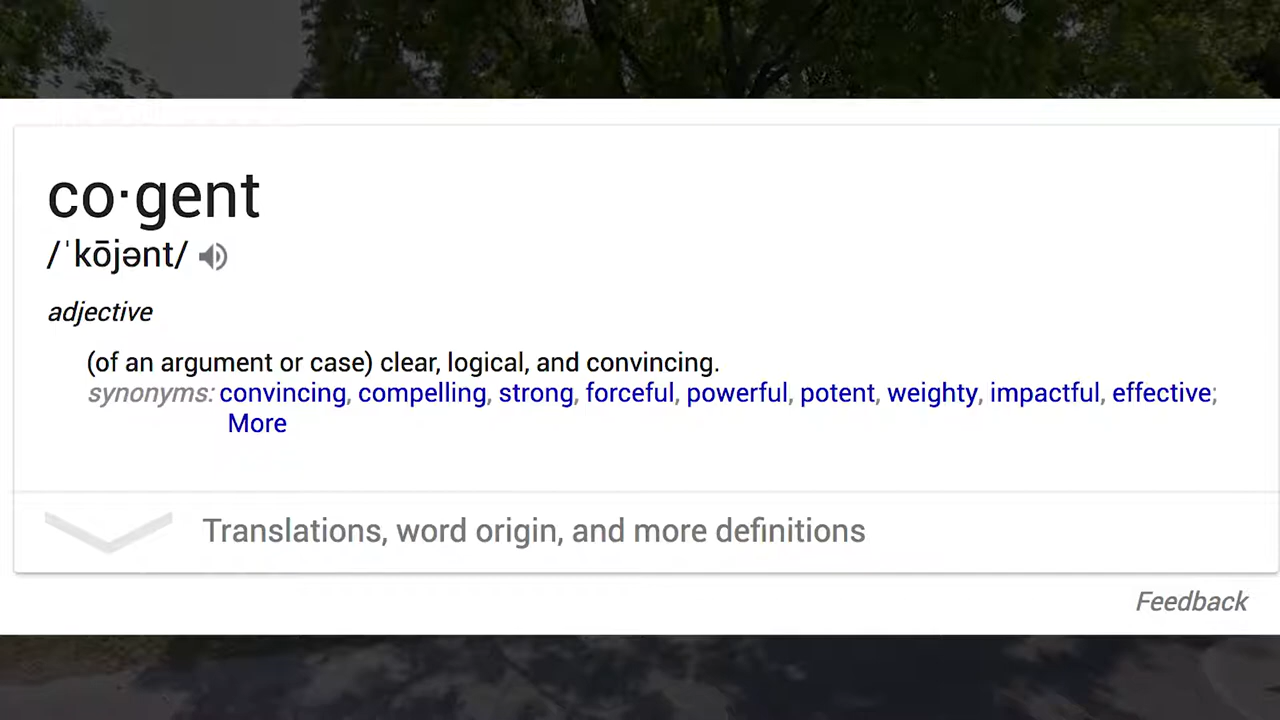 co·gent
/ˈkōjənt/
adjective
(of an argument or case) clear, logical, and convincing.
synonyms: convincing, compelling, strong, forceful, powerful, potent, weighty, impactful, effective;
More
Translations, word origin, and more definitions
Feedback